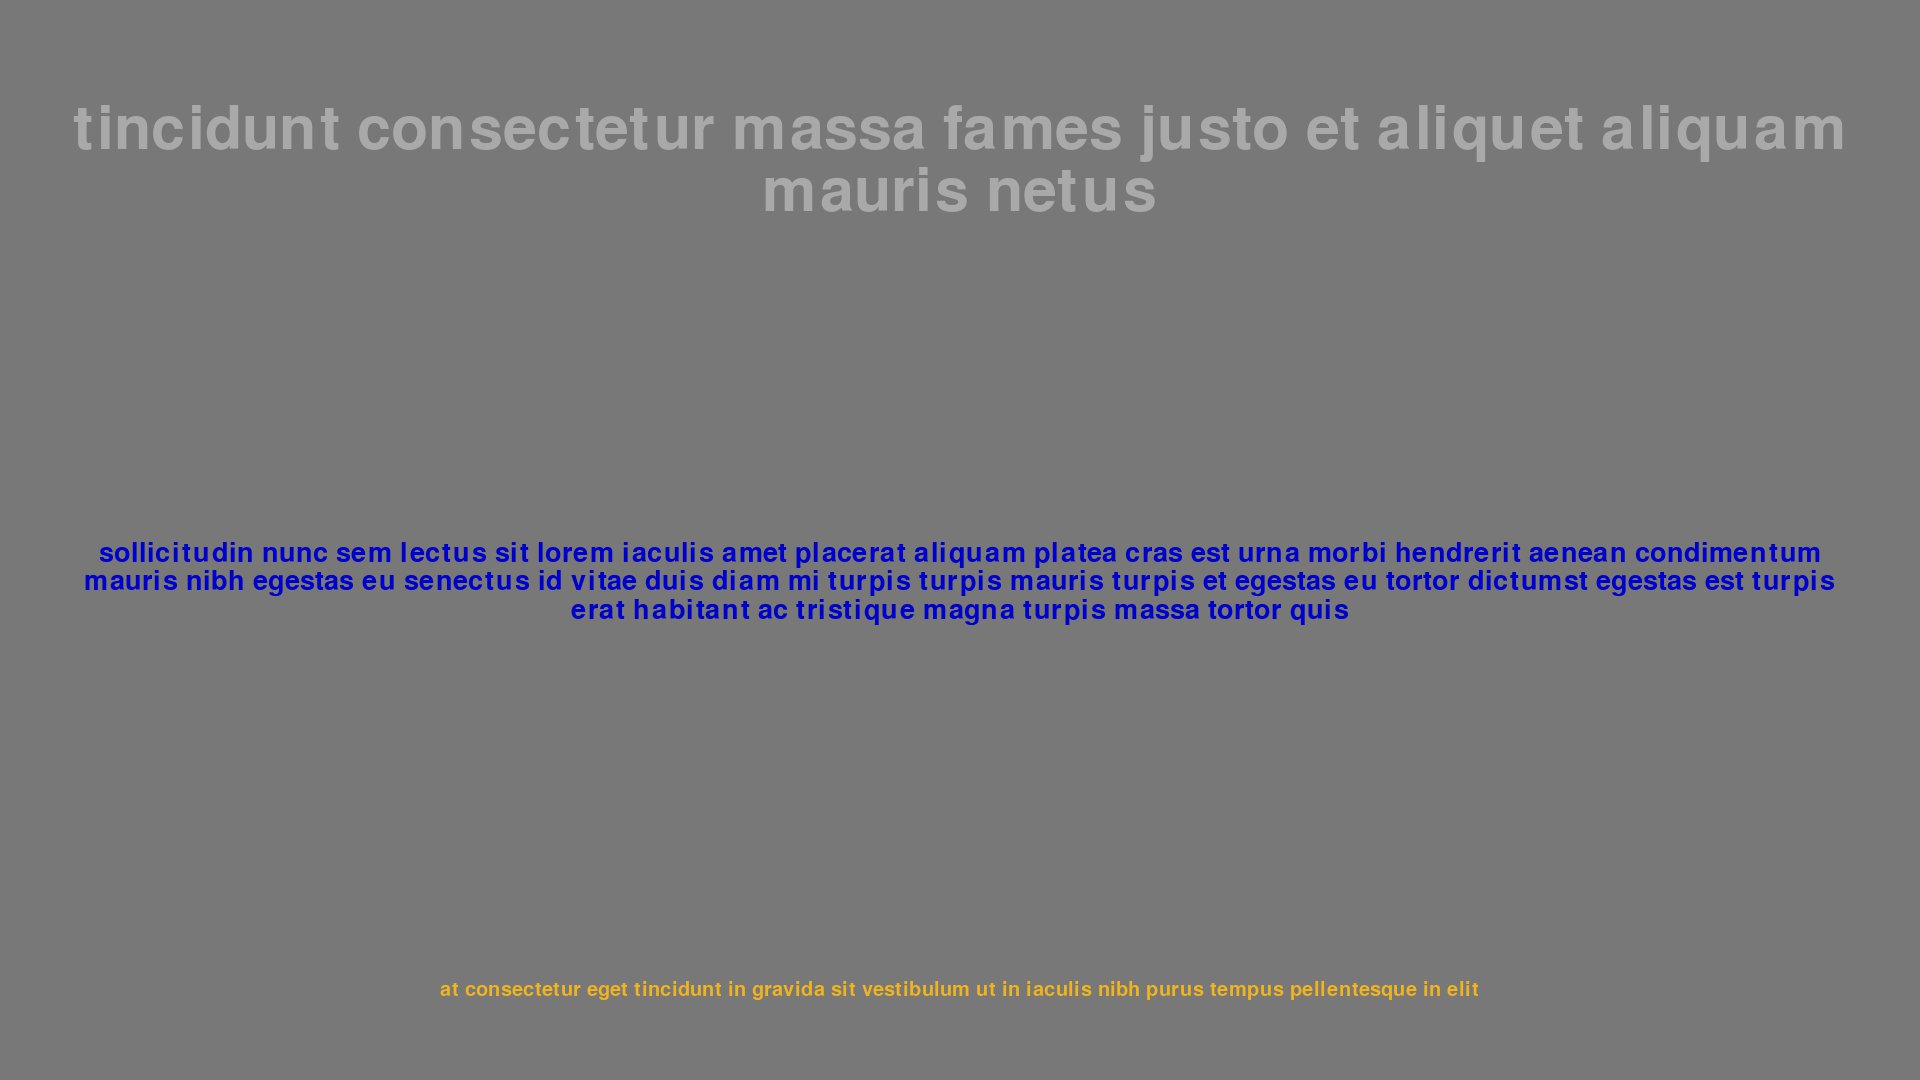 tincidunt consectetur massa fames justo et aliquet aliquam
mauris netus
sollicitudin nunc sem lectus sit lorem iaculis amet placerat aliquam platea cras est urna morbi hendrerit aenean condimentum
mauris nibh egestas eu senectus id vitae duis diam mi turpis turpis mauris turpis et egestas eu tortor dictumst egestas est turpis
erat habitant ac tristique magna turpis massa tortor quis
at consectetur eget tincidunt in gravida sit vestibulum ut in iaculis nibh purus tempus pellentesque in elit